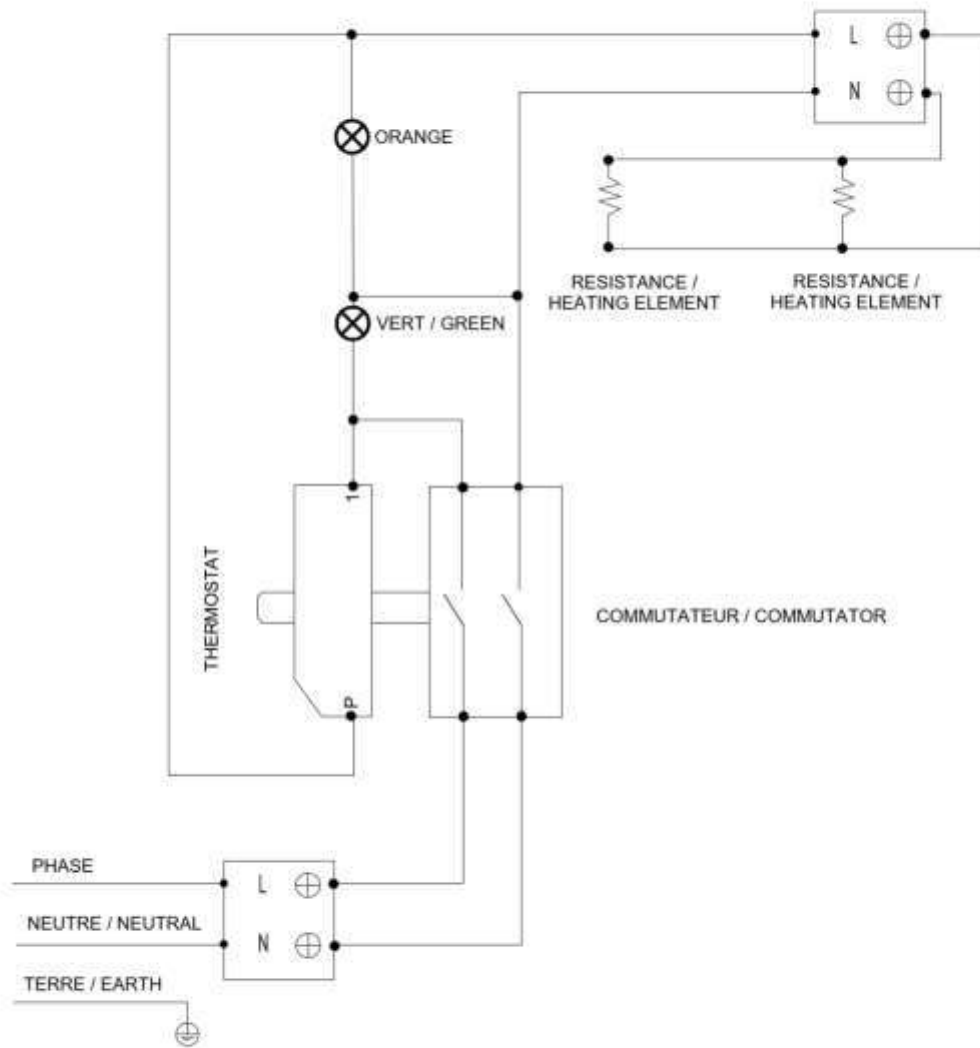 L
N
ORANGE
RESISTANCE /
HEATING ELEMENT
RESISTANCE /
HEATING ELEMENT
VERT / GREEN
1
THERMOSTAT
P
COMMUTATEUR / COMMUTATOR
PHASE
L
NEUTRE / NEUTRAL
N
TERRE / EARTH